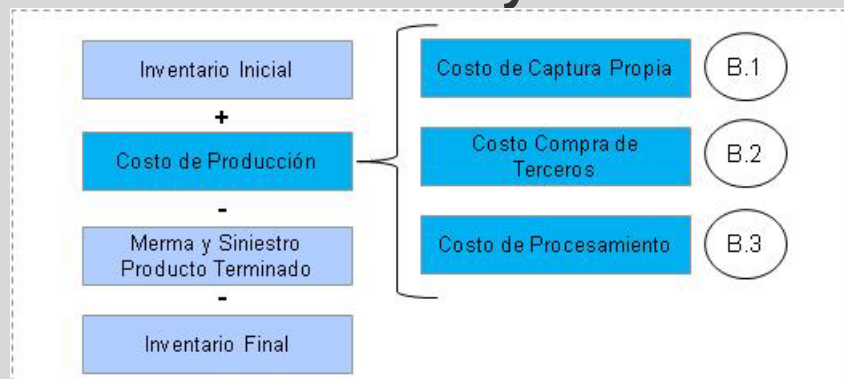 Inventario Inicial
+
Costo de Producción
-
Merma y Siniestro
Producto Terminado
-
Inventario Final
Costo de Captura Propia
B.1
Costo Compra de
Terceros
B.2
Costo de Procesamiento
B.3